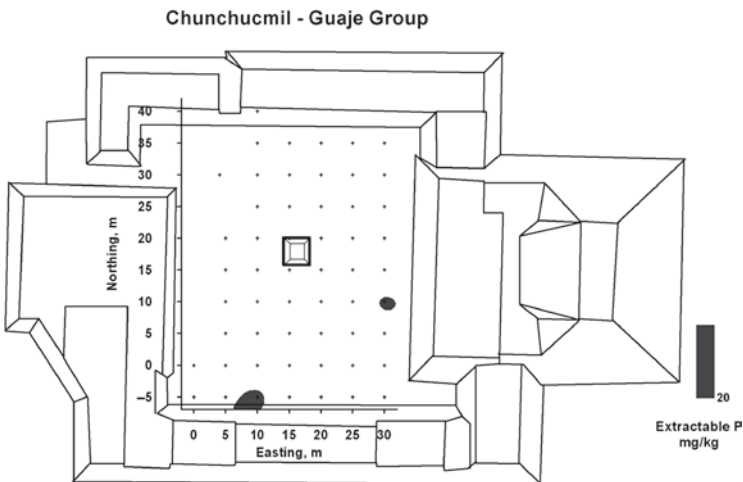 Chunchucmil - Guaje Group
40
35
30
25
20
15
10
5
0
–5
Northing, m
0 5 10 15 20 25 30
Easting, m
20
Extractable P
mg/kg